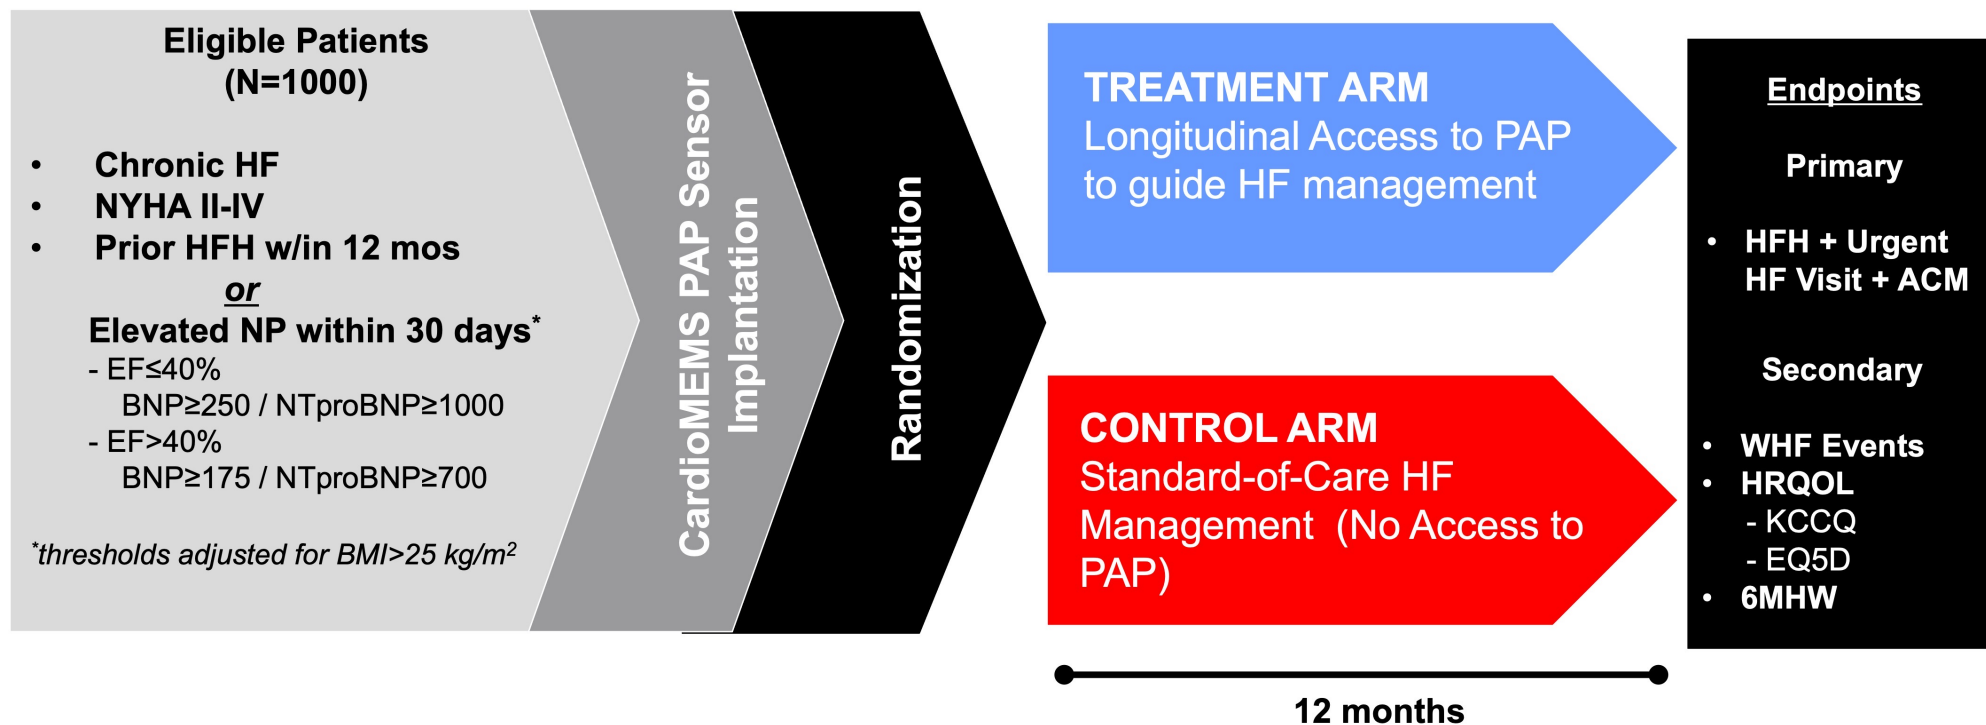 Eligible Patients
(N=1000)
• Chronic HF
• NYHA II-IV
• Prior HFH w/in 12 mos
or
Elevated NP within 30 days*
- EF≤40%
BNP≥250 / NTproBNP≥1000
- EF>40%
BNP≥175 / NTproBNP≥700
*thresholds adjusted for BMI>25 kg/m²
CardioMEMS PAP Sensor
Implantation
Randomization
TREATMENT ARM
Longitudinal Access to PAP
to guide HF management
CONTROL ARM
Standard-of-Care HF
Management (No Access to
PAP)
12 months
Endpoints
Primary
• HFH + Urgent
HF Visit + ACM
Secondary
• WHF Events
• HRQOL
- KCCQ
- EQ5D
• 6MHW